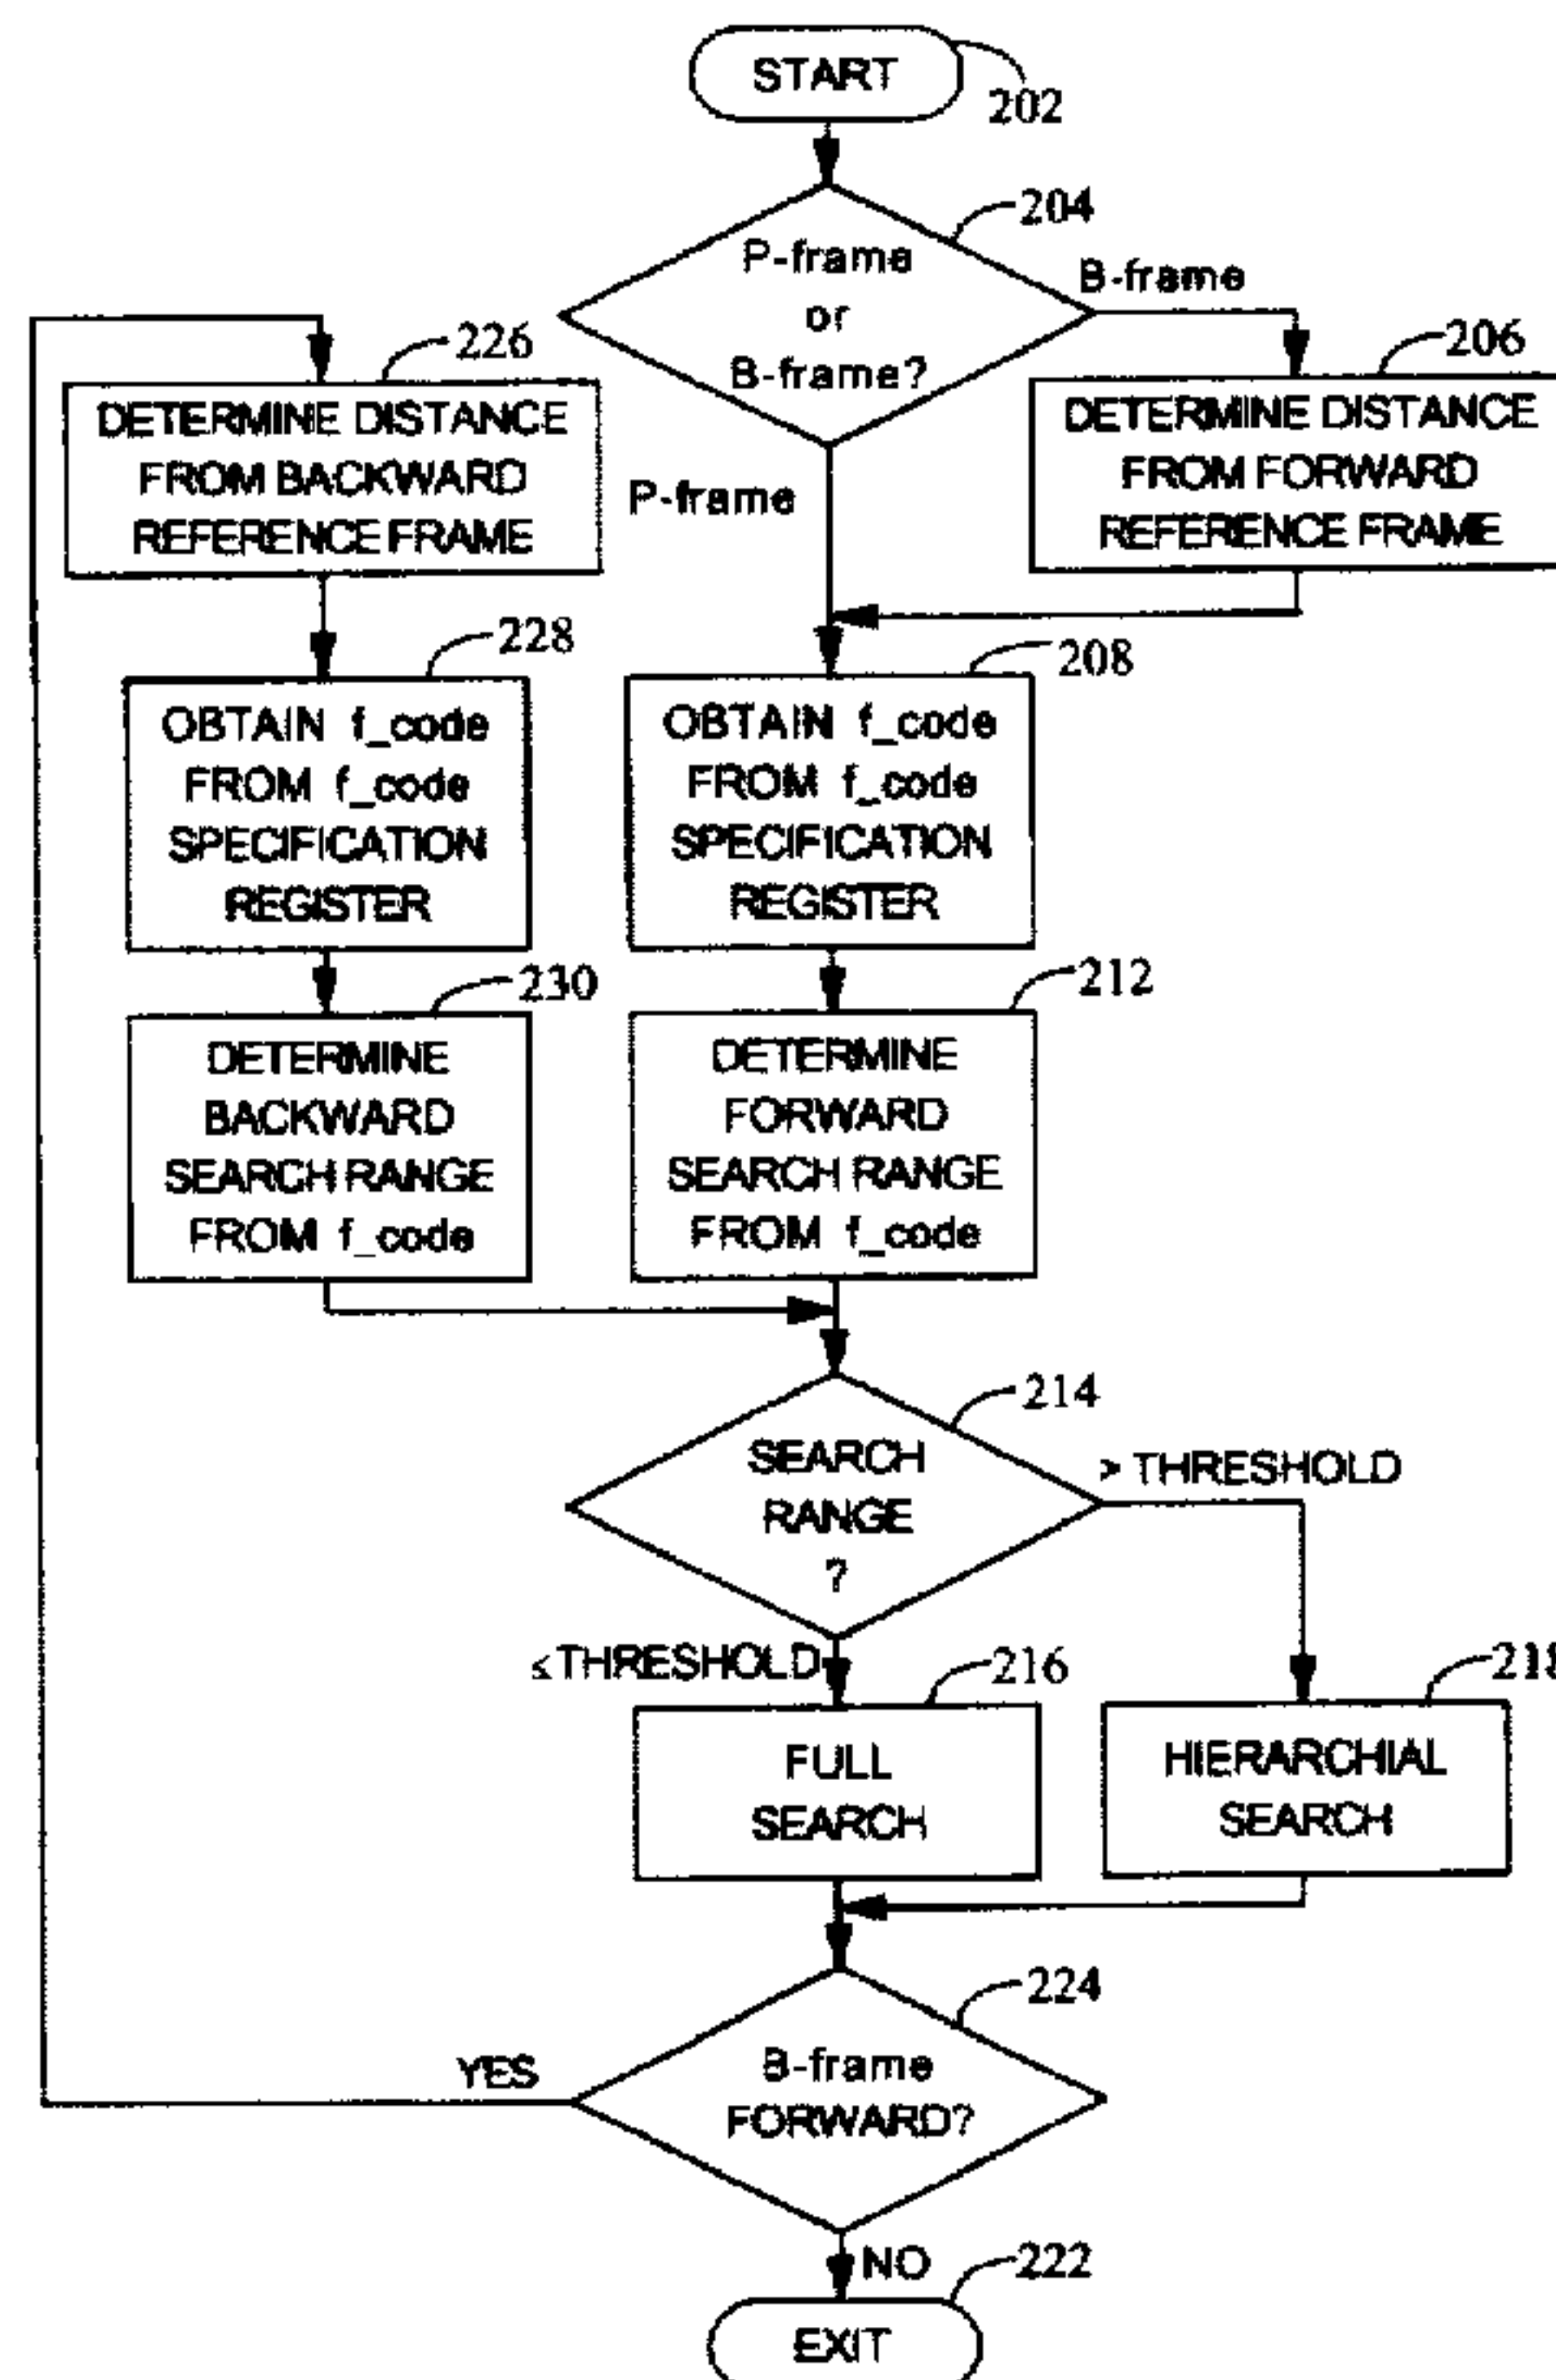 START
202
204
P-frame
or
B-frame?
B-frame
206
226
DETERMINE DISTANCE
FROM BACKWARD
REFERENCE FRAME
DETERMINE DISTANCE
FROM FORWARD
REFERENCE FRAME
P-frame
228
208
OBTAIN f_code
FROM f_code
SPECIFICATION
REGISTER
OBTAIN f_code
FROM f_code
SPECIFICATION
REGISTER
230
212
DETERMINE
BACKWARD
SEARCH RANGE
FROM f_code
DETERMINE
FORWARD
SEARCH RANGE
FROM f_code
214
SEARCH
RANGE
?
> THRESHOLD
≤ THRESHOLD
216
218
FULL
SEARCH
HIERARCHIAL
SEARCH
224
B-frame
FORWARD?
YES
NO
222
EXIT